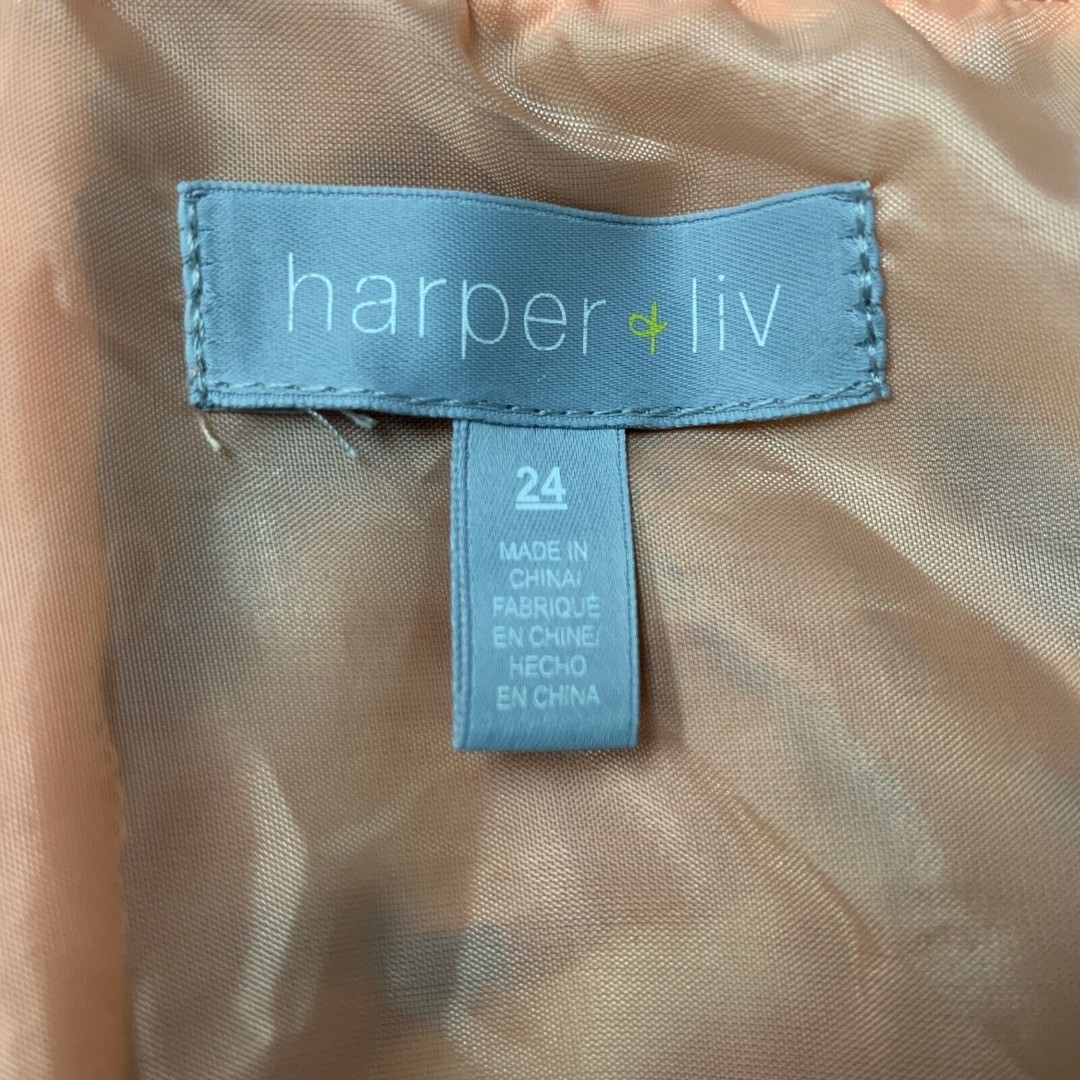 harper & liv
24
MADE IN
CHINA/
FABRIQUÉ
EN CHINE/
HECHO
EN CHINA